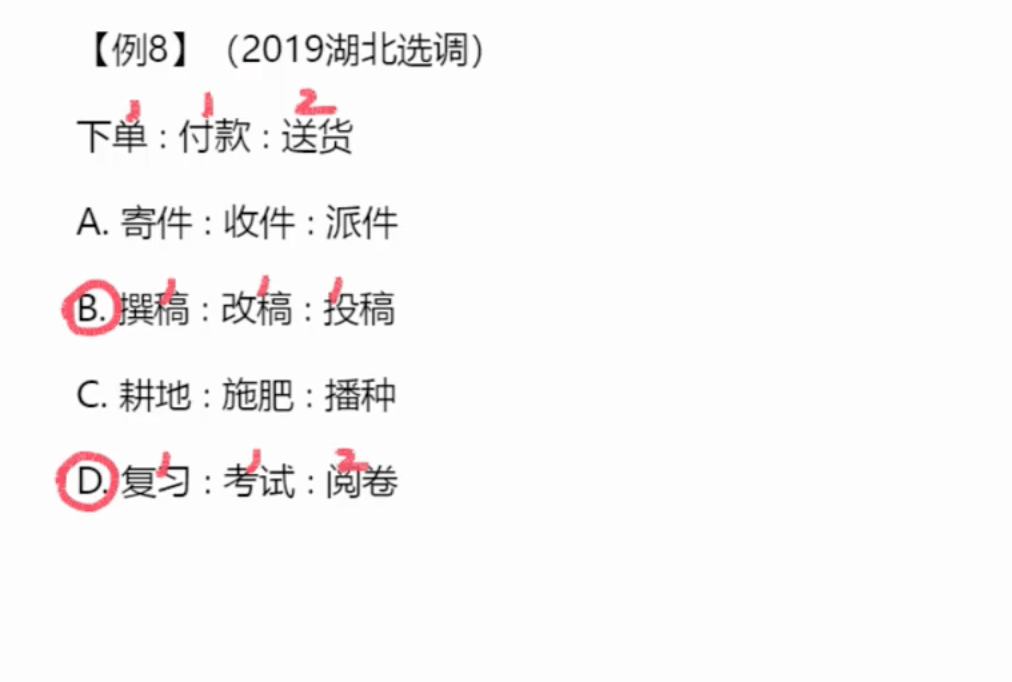 【例8】（2019湖北选调）
1 1 2
下单 : 付款 : 送货
A. 寄件 : 收件 : 派件
1 1 1
B. 撰稿 : 改稿 : 投稿
C. 耕地 : 施肥 : 播种
1 1 2
D. 复习 : 考试 : 阅卷